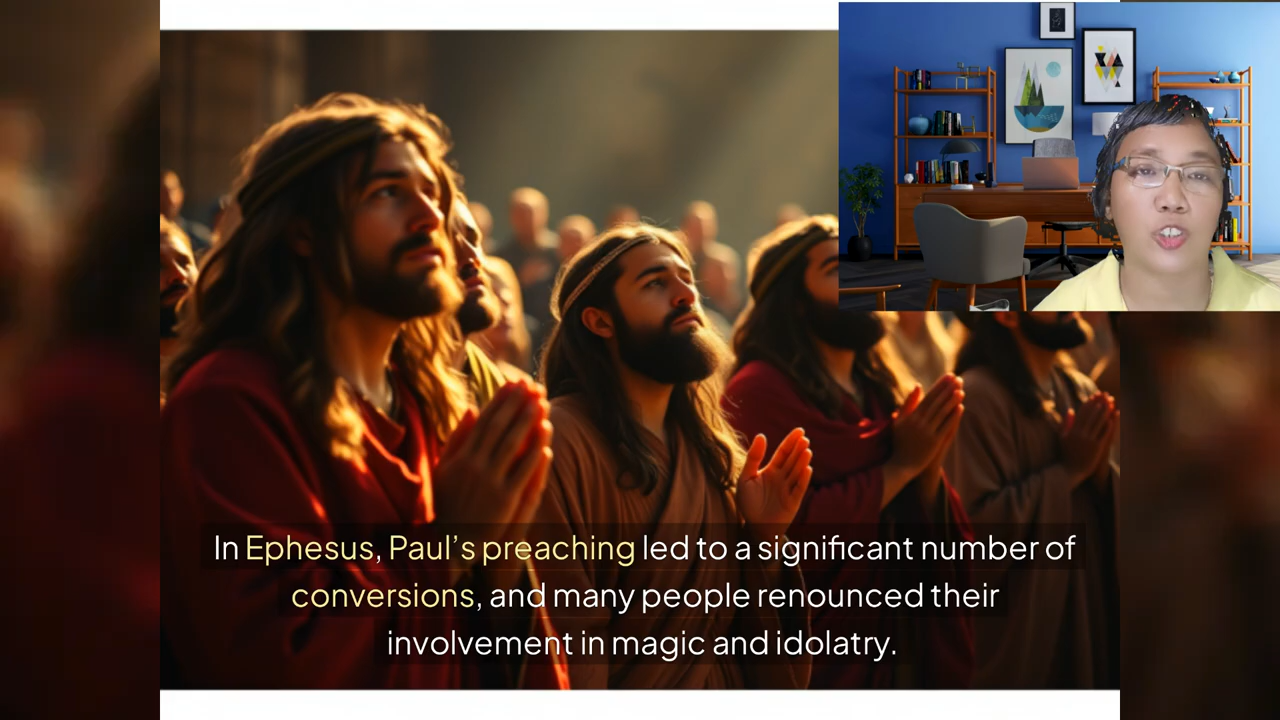 In Ephesus, Paul’s preaching led to a significant number of
conversions, and many people renounced their
involvement in magic and idolatry.